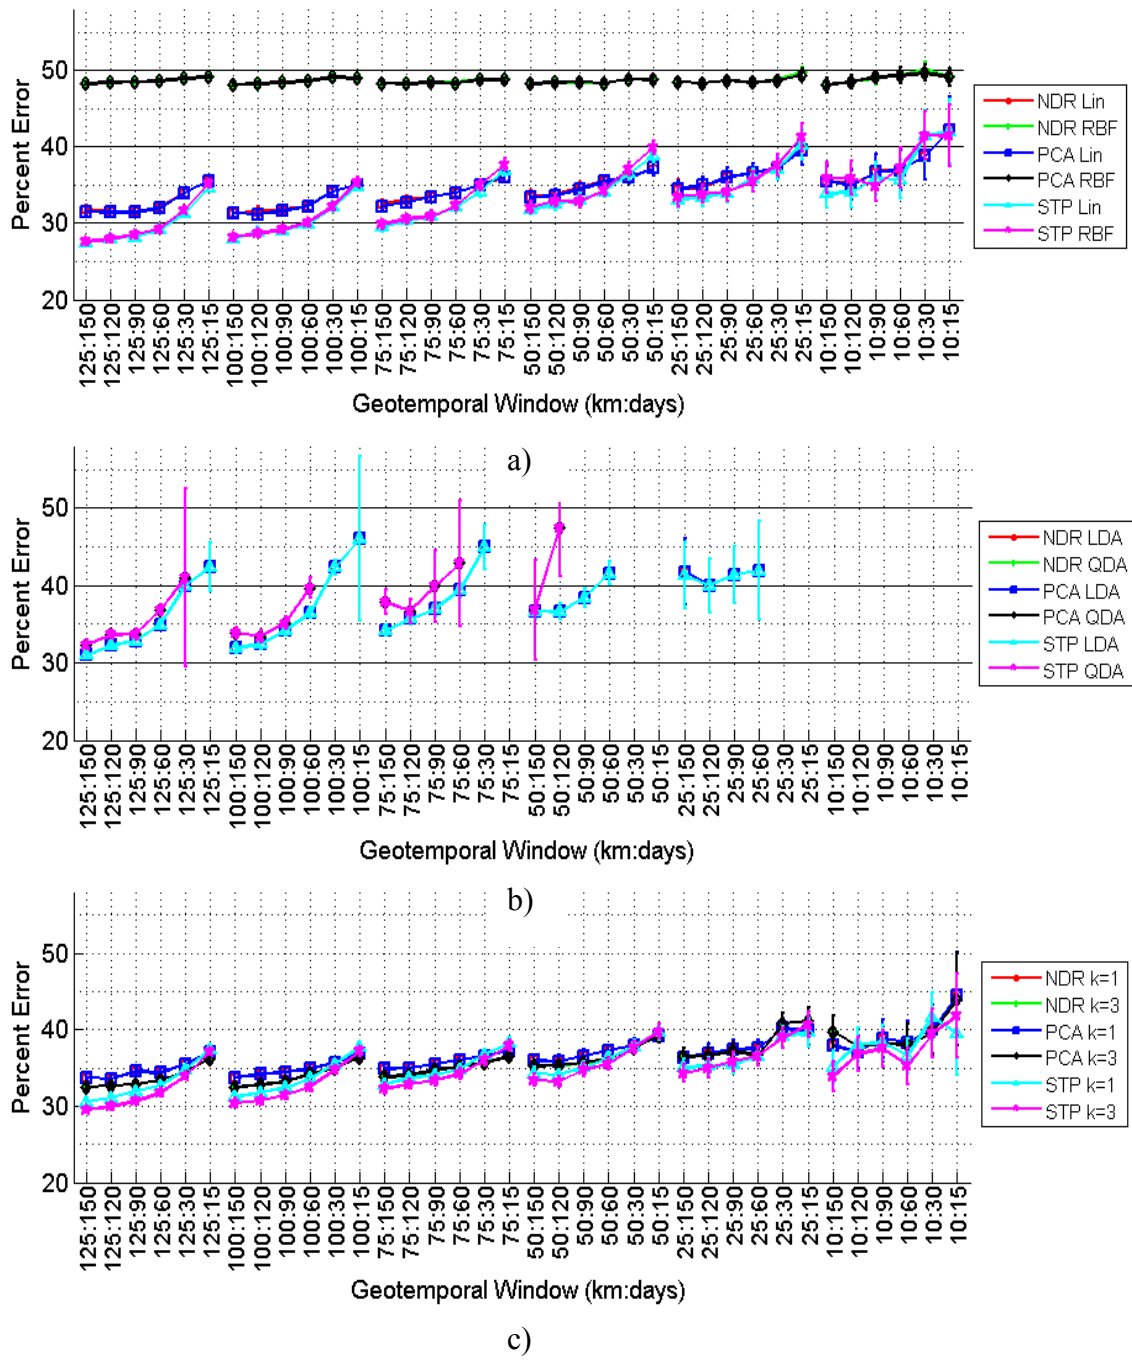 Percent Error
50
40
30
20
125:150 125:120 125:90 125:60 125:30 125:15 100:150 100:120 100:90 100:60 100:30 100:15 75:150 75:120 75:90 75:60 75:30 75:15 50:150 50:120 50:90 50:60 50:30 50:15 25:150 25:120 25:90 25:60 25:30 25:15 10:150 10:120 10:90 10:60 10:30 10:15
Geotemporal Window (km:days)
NDR Lin
NDR RBF
PCA Lin
PCA RBF
STP Lin
STP RBF
a)
Percent Error
50
40
30
20
125:150 125:120 125:90 125:60 125:30 125:15 100:150 100:120 100:90 100:60 100:30 100:15 75:150 75:120 75:90 75:60 75:30 75:15 50:150 50:120 50:90 50:60 50:30 50:15 25:150 25:120 25:90 25:60 25:30 25:15 10:150 10:120 10:90 10:60 10:30 10:15
Geotemporal Window (km:days)
NDR LDA
NDR QDA
PCA LDA
PCA QDA
STP LDA
STP QDA
b)
Percent Error
50
40
30
20
125:150 125:120 125:90 125:60 125:30 125:15 100:150 100:120 100:90 100:60 100:30 100:15 75:150 75:120 75:90 75:60 75:30 75:15 50:150 50:120 50:90 50:60 50:30 50:15 25:150 25:120 25:90 25:60 25:30 25:15 10:150 10:120 10:90 10:60 10:30 10:15
Geotemporal Window (km:days)
NDR k=1
NDR k=3
PCA k=1
PCA k=3
STP k=1
STP k=3
c)